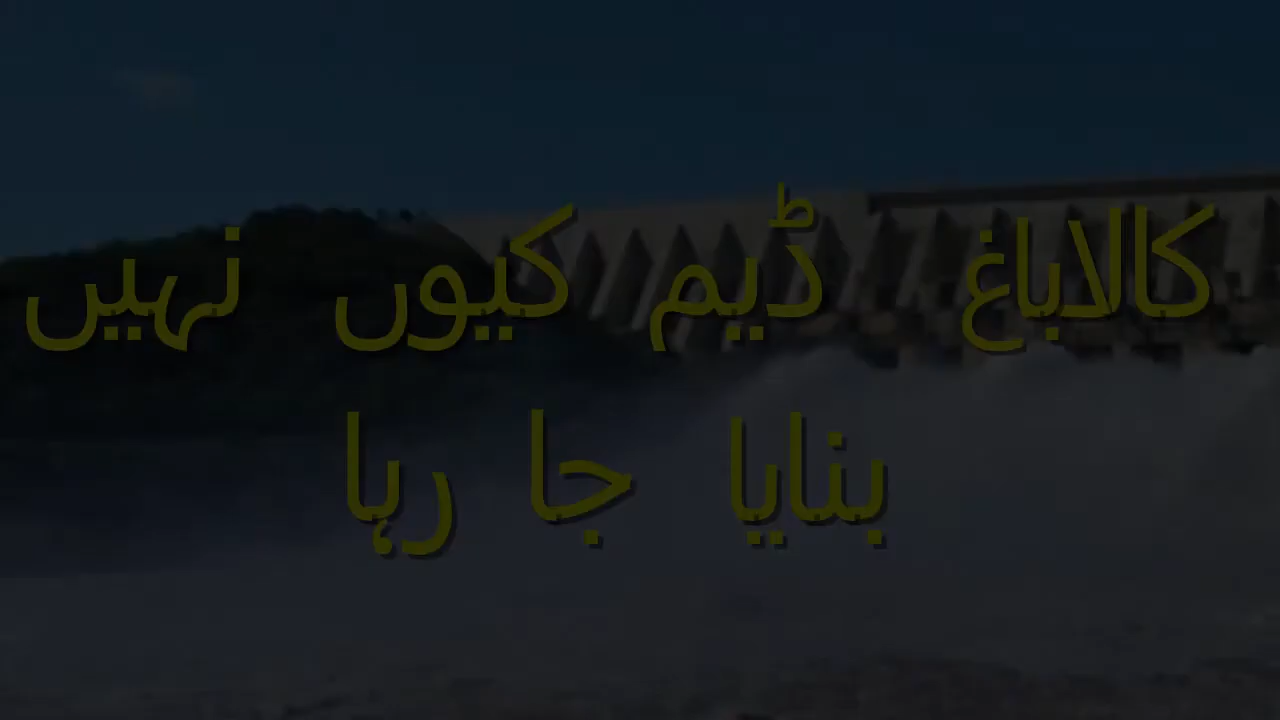 کالاباغ ڈیم کیوں نہیں
بنایا جا رہا